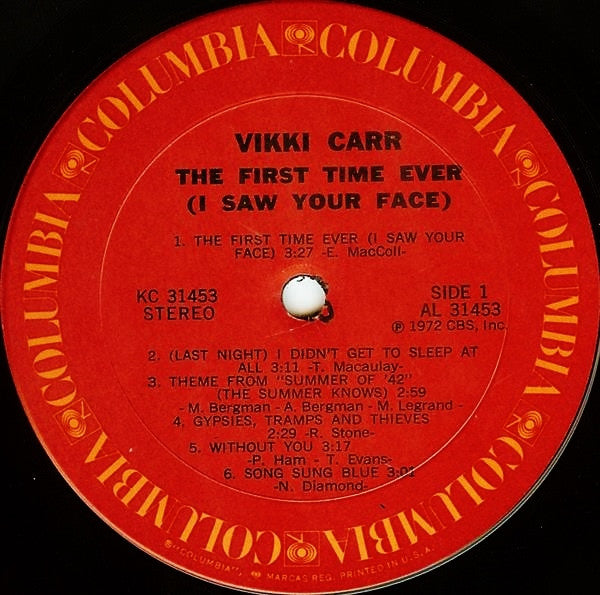 COLUMBIA COLUMBIA COLUMBIA COLUMBIA COLUMBIA COLUMBIA COLUMBIA
VIKKI CARR
THE FIRST TIME EVER
(I SAW YOUR FACE)
1. THE FIRST TIME EVER (I SAW YOUR
FACE) 3:27 -E. MacColl-
KC 31453
STEREO
SIDE 1
AL 31453
℗ 1972 CBS, Inc.
2. (LAST NIGHT) I DIDN'T GET TO SLEEP AT
ALL 3:11 -T. Macaulay-
3. THEME FROM "SUMMER OF '42"
(THE SUMMER KNOWS) 2:59
-M. Bergman - A. Bergman - M. Legrand -
4. GYPSIES, TRAMPS AND THIEVES
2:29 -R. Stone-
5. WITHOUT YOU 3:17
-P. Ham - T. Evans-
6. SONG SUNG BLUE 3:01
-N. Diamond-
®"COLUMBIA", MARCAS REG. PRINTED IN U.S.A.